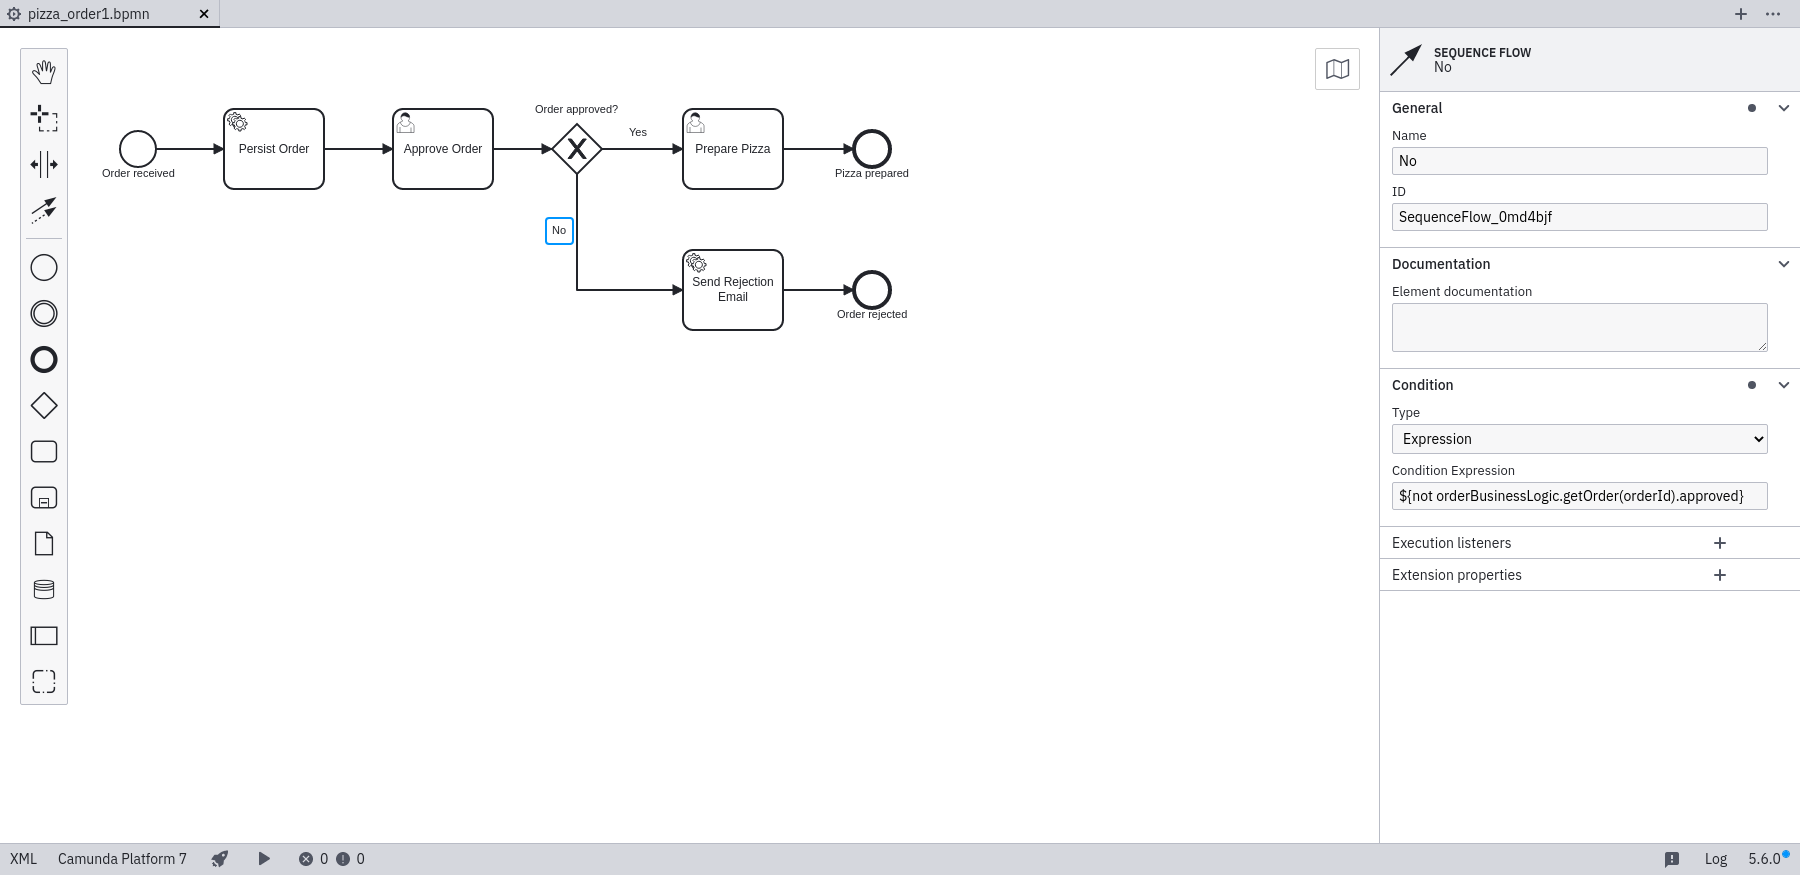 pizza_order1.bpmn
Order received
Persist Order
Approve Order
Order approved?
Yes
Prepare Pizza
Pizza prepared
No
Send Rejection
Email
Order rejected
SEQUENCE FLOW
No
General
Name
No
ID
SequenceFlow_0md4bjf
Documentation
Element documentation
Condition
Type
Expression
Condition Expression
${not orderBusinessLogic.getOrder(orderId).approved}
Execution listeners
Extension properties
XML Camunda Platform 7 0 0 Log 5.6.0